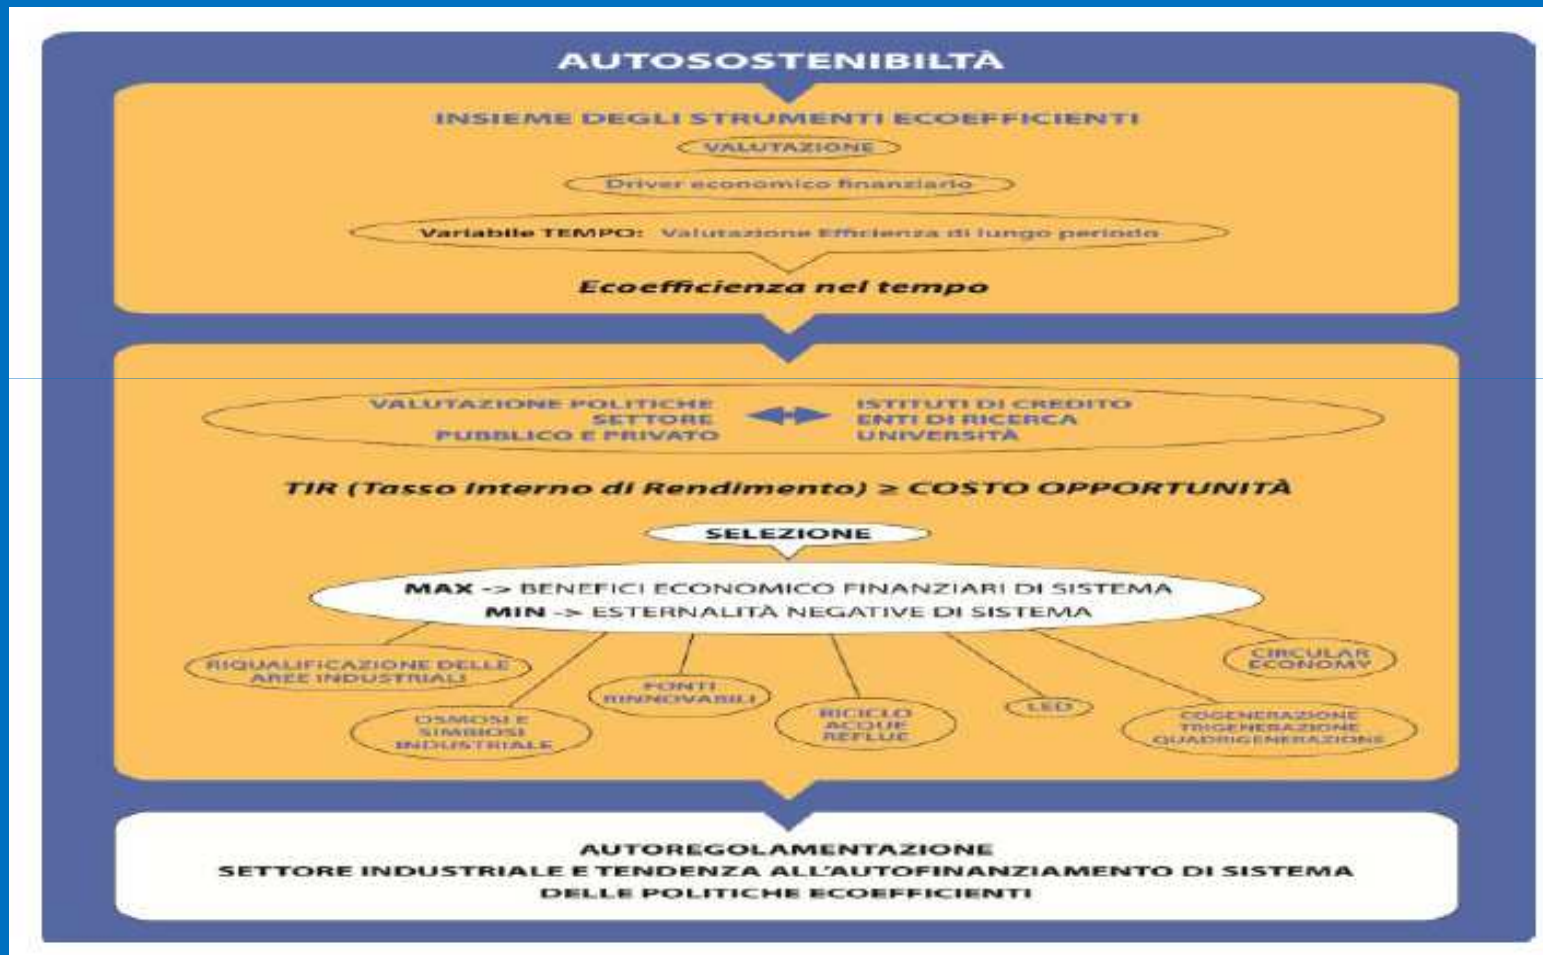 AUTOSOSTENIBILTÀ
INSIEME DEGLI STRUMENTI ECOEFFICIENTI
VALUTAZIONE
Driver economico finanziario
Variabile TEMPO: Valutazione Efficienza di lungo periodo
Ecoefficienza nel tempo
VALUTAZIONE POLITICHE
SETTORE
PUBBLICO E PRIVATO
ISTITUTI DI CREDITO
ENTI DI RICERCA
UNIVERSITÀ
TIR (Tasso Interno di Rendimento) ≥ COSTO OPPORTUNITÀ
SELEZIONE
MAX -> BENEFICI ECONOMICO FINANZIARI DI SISTEMA
MIN -> ESTERNALITÀ NEGATIVE DI SISTEMA
RIQUALIFICAZIONE DELLE
AREE INDUSTRIALI
OSMOSI E
SIMBIOSI
INDUSTRIALE
FONTI
RINNOVABILI
RICICLO
ACQUE
REFLUE
LED
COGENERAZIONE
TRIGENERAZIONE
QUADRIGENERAZIONE
CIRCULAR
ECONOMY
AUTOREGOLAMENTAZIONE
SETTORE INDUSTRIALE E TENDENZA ALL'AUTOFINANZIAMENTO DI SISTEMA
DELLE POLITICHE ECOEFFICIENTI